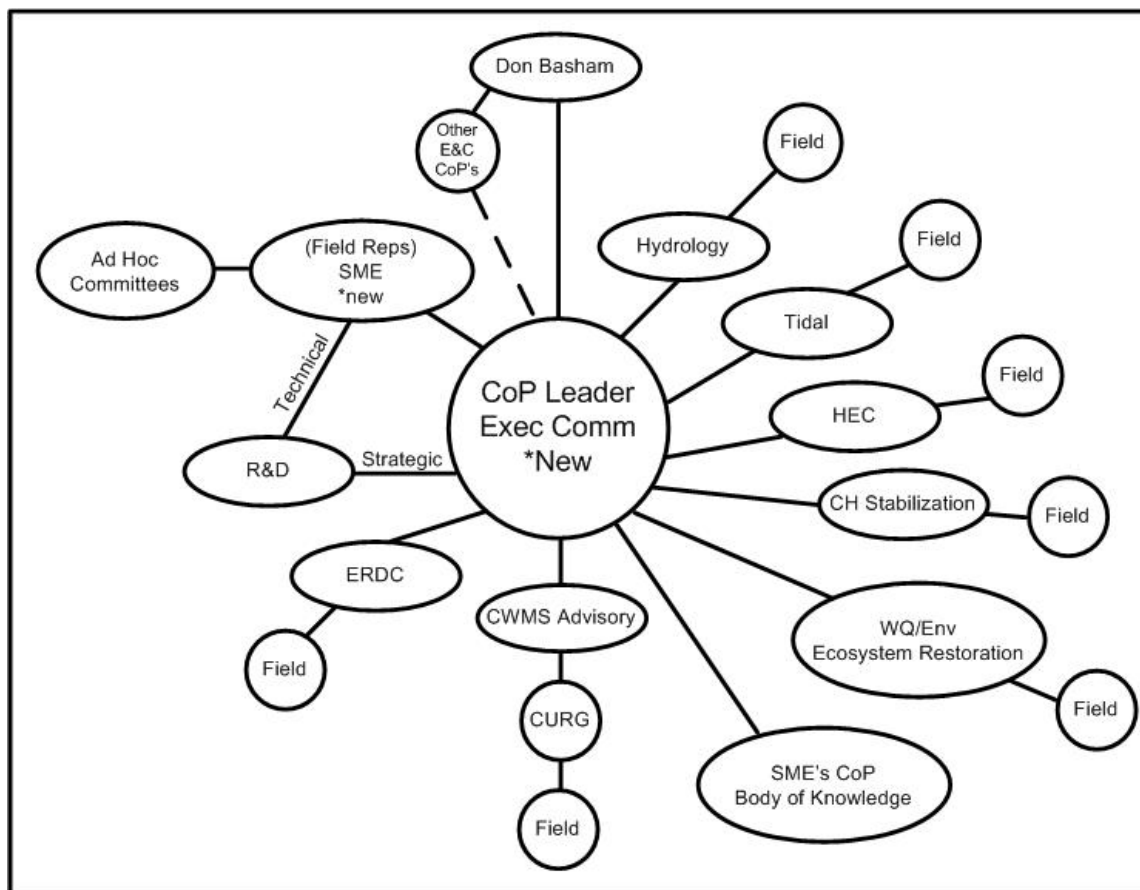 Don Basham
Other
E&C
CoP's
Field
Hydrology
Field
Tidal
Ad Hoc
Committees
(Field Reps)
SME
*new
Technical
CoP Leader
Exec Comm
*New
Field
HEC
R&D
Strategic
CH Stabilization
Field
ERDC
Field
CWMS Advisory
CURG
Field
WQ/Env
Ecosystem Restoration
Field
SME's CoP
Body of Knowledge